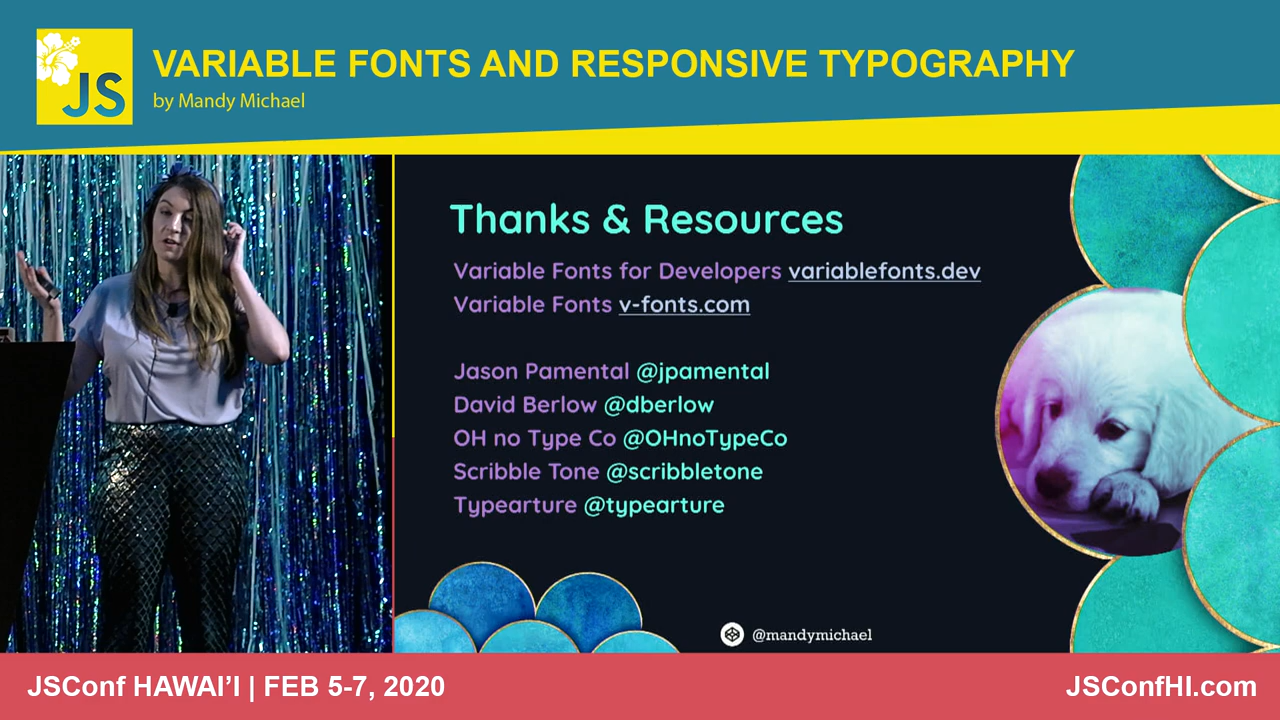 JS
VARIABLE FONTS AND RESPONSIVE TYPOGRAPHY
by Mandy Michael
Thanks & Resources
Variable Fonts for Developers variablefonts.dev
Variable Fonts v-fonts.com
Jason Pamental @jpamental
David Berlow @dberlow
OH no Type Co @OHnoTypeCo
Scribble Tone @scribbletone
Typearture @typearture
@mandymichael
JSConf HAWAI’I | FEB 5-7, 2020
JSConfHI.com